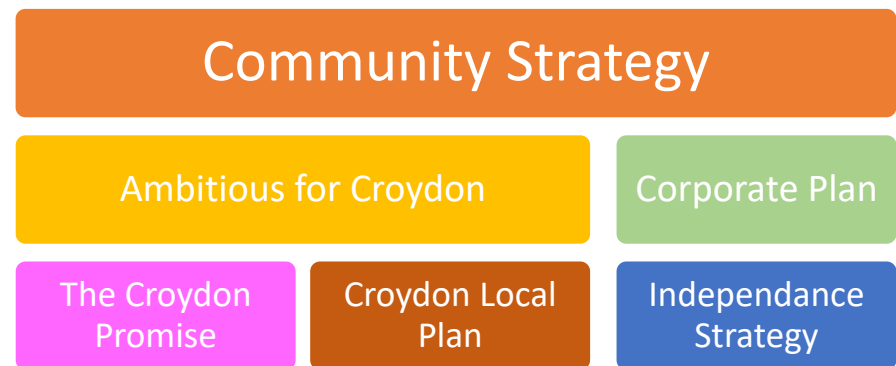 Community Strategy
Ambitious for Croydon
Corporate Plan
The Croydon
Promise
Croydon Local
Plan
Independance
Strategy